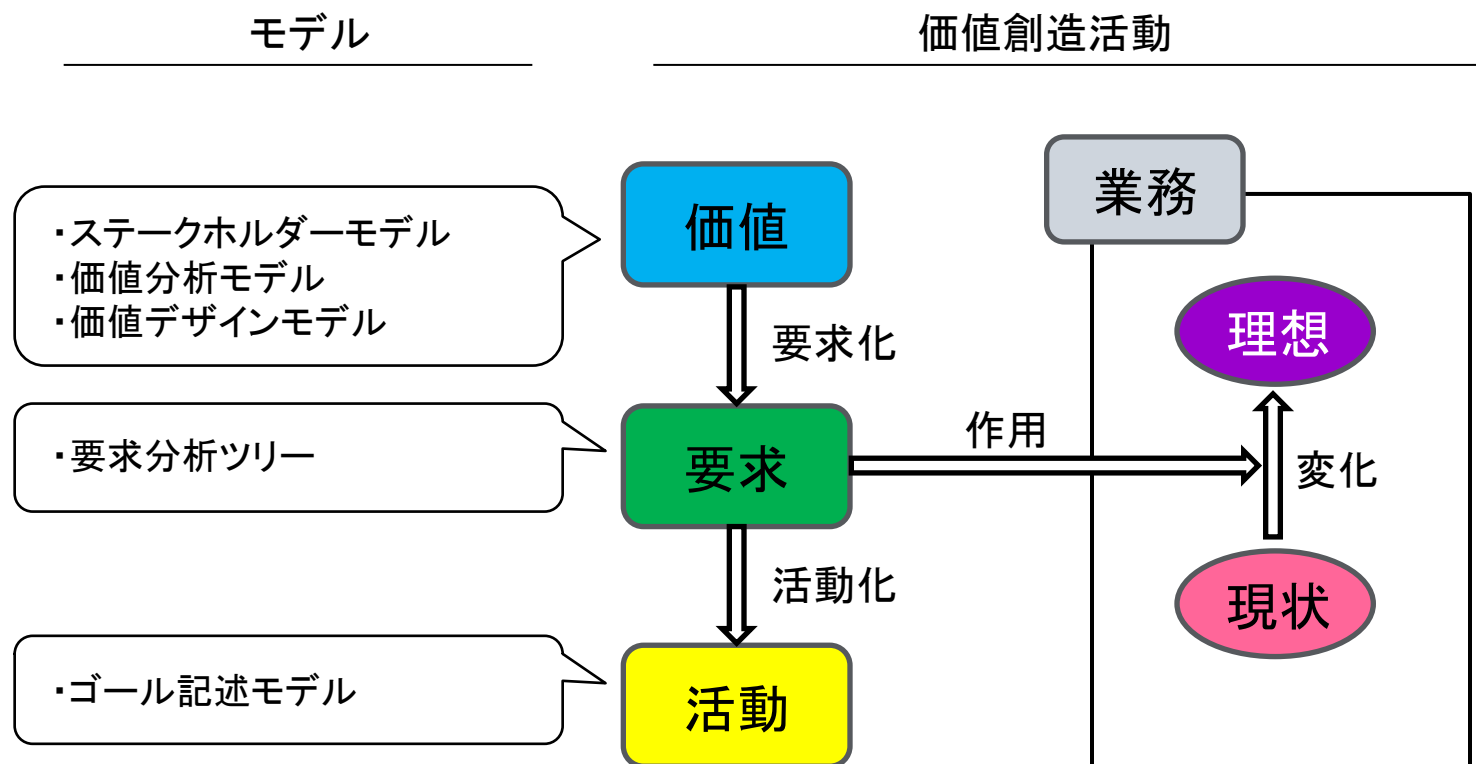 モデル
価値創造活動
・ステークホルダーモデル
・価値分析モデル
・価値デザインモデル
価値
業務
理想
要求化
・要求分析ツリー
要求
作用
変化
活動化
現状
・ゴール記述モデル
活動